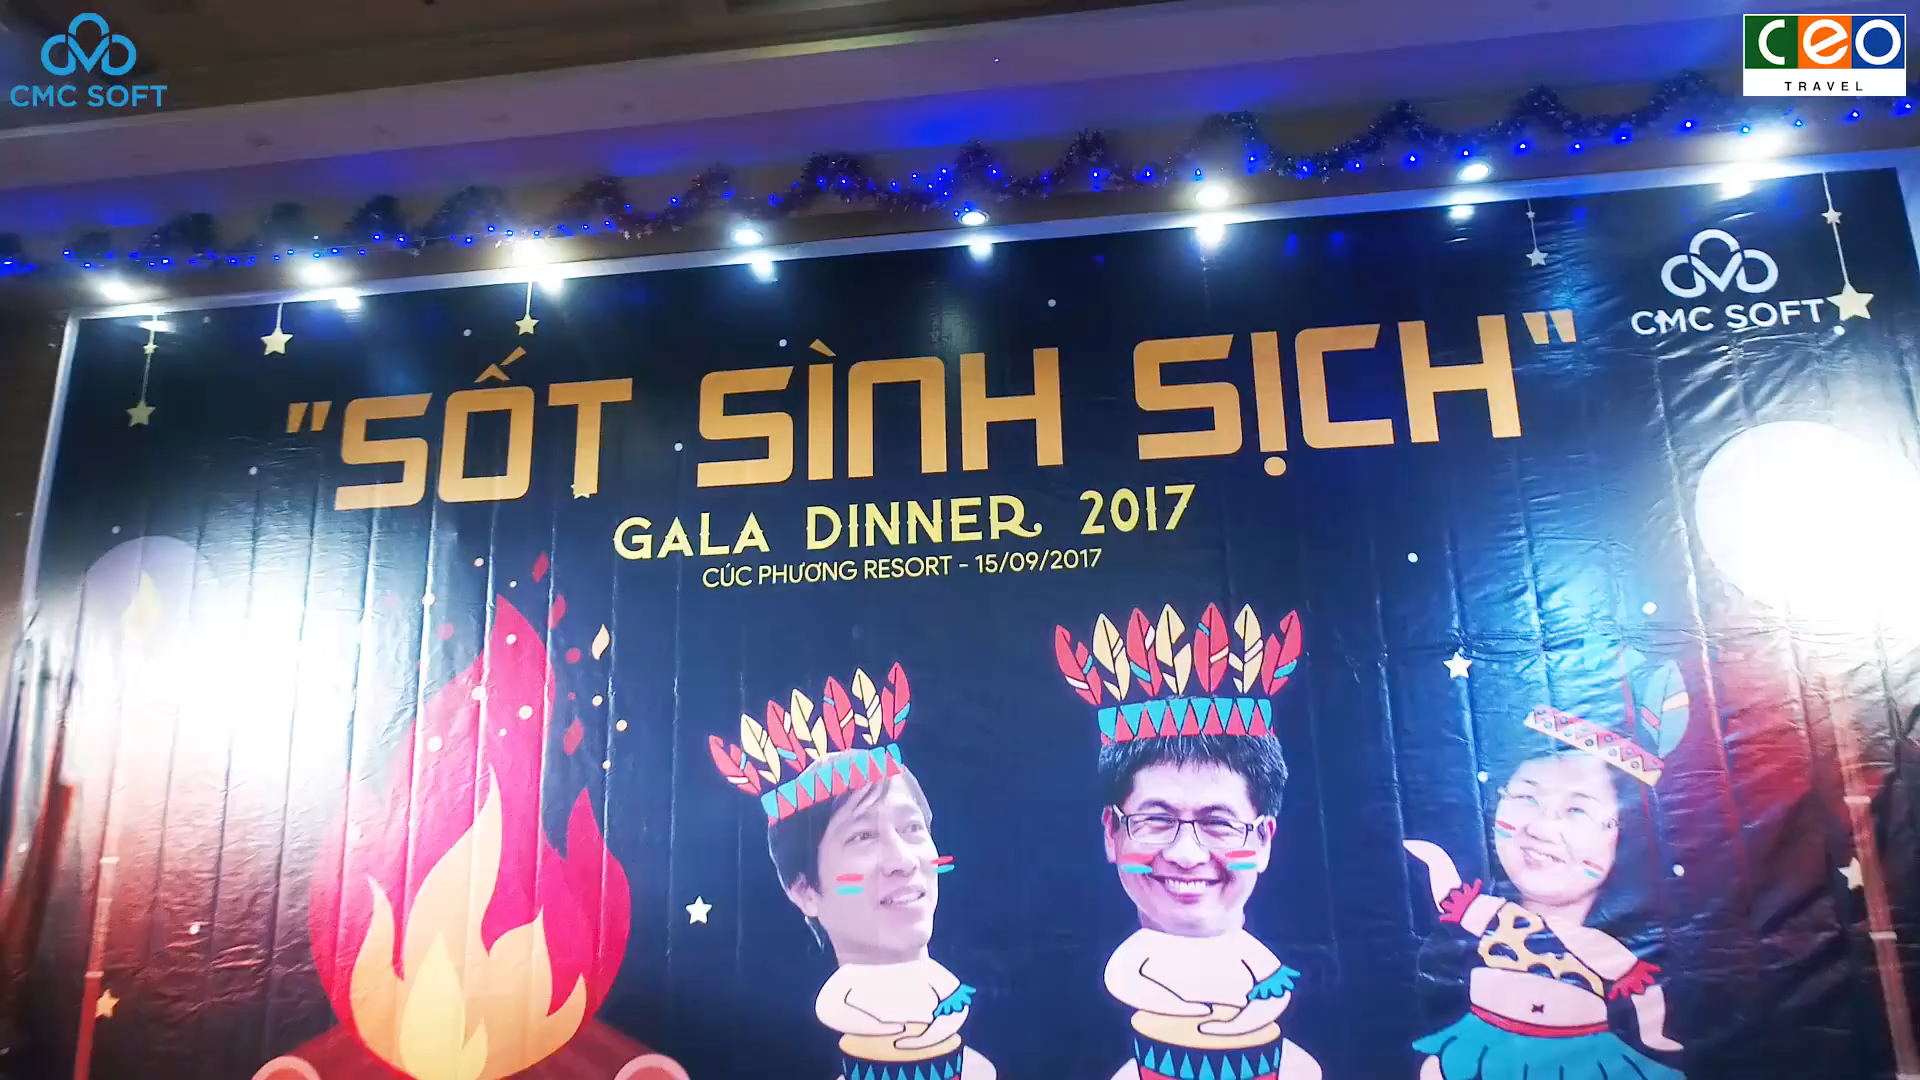 CMC SOFT
CEO
TRAVEL
CMC SOFT
"SỐT SÌNH SỊCH"
GALA DINNER 2017
CÚC PHƯƠNG RESORT - 15/09/2017